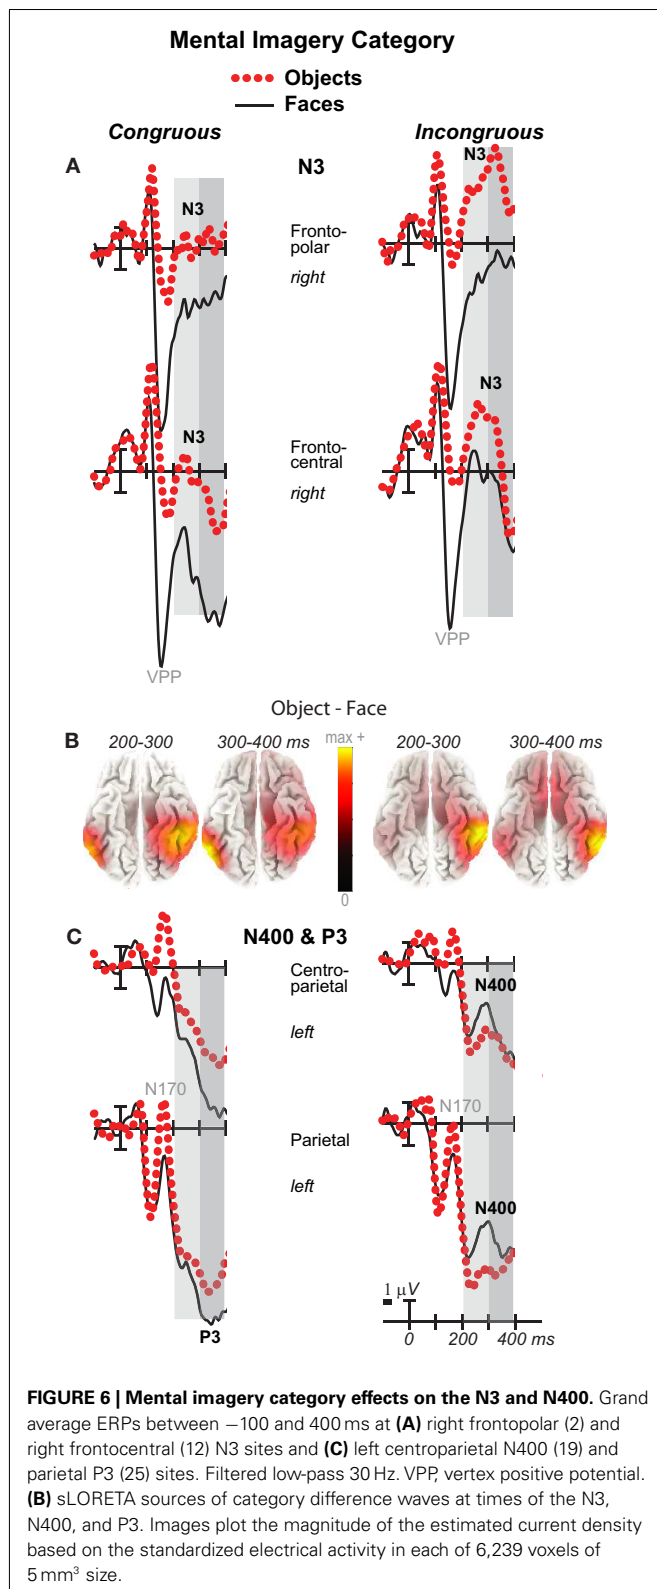 Mental Imagery Category
Objects
Faces
Congruous
Incongruous
A
N3
N3
N3
Fronto-
polar
right
N3
N3
Fronto-
central
right
VPP
VPP
Object - Face
B
200-300
300-400 ms
max +
0
200-300
300-400 ms
C
N400 & P3
Centro-
parietal
left
N400
N170
N170
Parietal
left
N400
P3
1 µV
0
200
400 ms
FIGURE 6 | Mental imagery category effects on the N3 and N400. Grand
average ERPs between −100 and 400 ms at (A) right frontopolar (2) and
right frontocentral (12) N3 sites and (C) left centroparietal N400 (19) and
parietal P3 (25) sites. Filtered low-pass 30 Hz. VPP, vertex positive potential.
(B) sLORETA sources of category difference waves at times of the N3,
N400, and P3. Images plot the magnitude of the estimated current density
based on the standardized electrical activity in each of 6,239 voxels of
5 mm³ size.